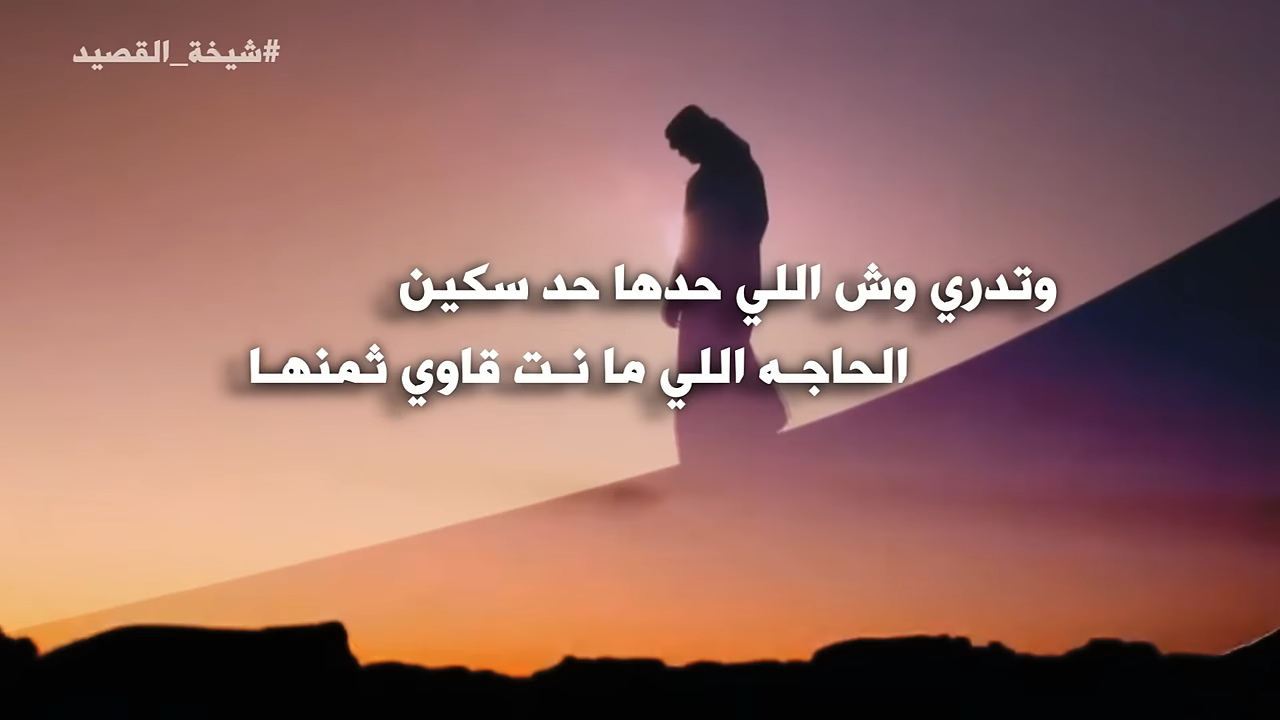 #شيخة_القصيد
وتدري وش اللي حدها حد سكين
الحاجـه اللي ما نـت قاوي ثمنهـا